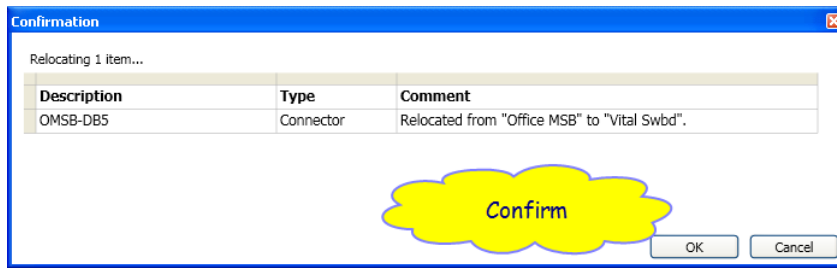 Confirmation
Relocating 1 item...
Description Type Comment
OMSB-DB5 Connector Relocated from "Office MSB" to "Vital Swbd".
Confirm
OK Cancel